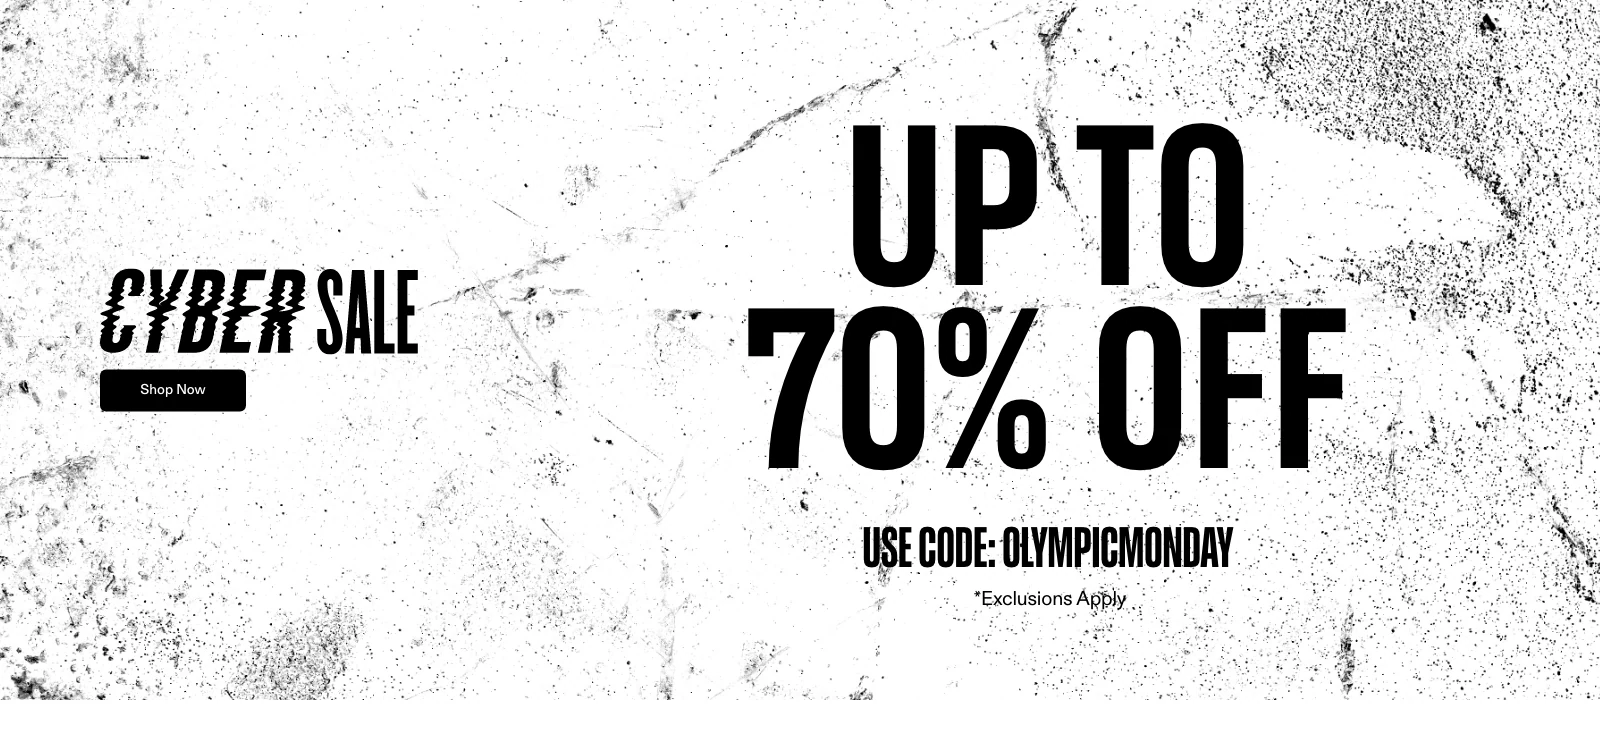 CYBER SALE
Shop Now
UP TO
70% OFF
USE CODE: OLYMPICMONDAY
*Exclusions Apply